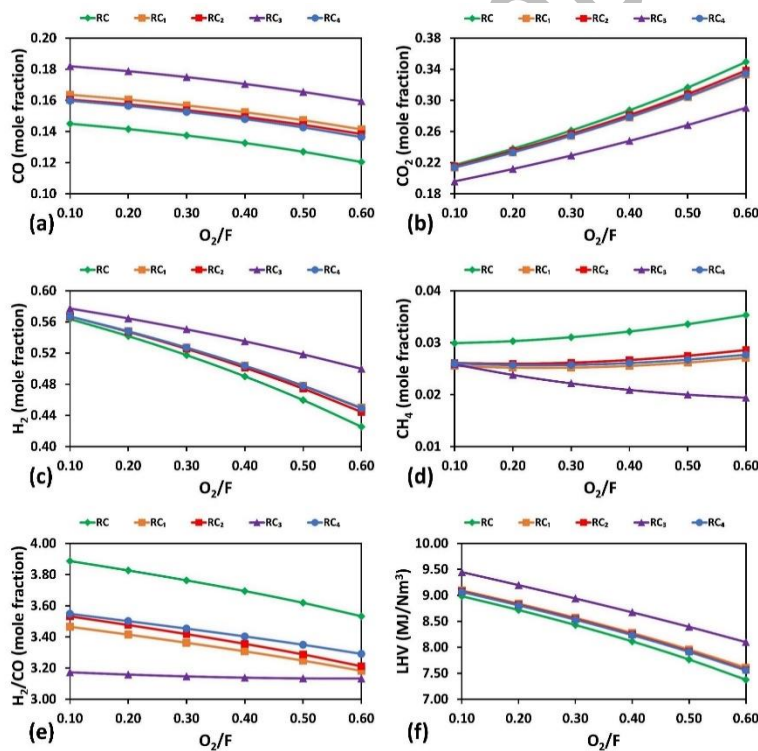 RC RC₁ RC₂ RC₃ RC₄
CO (mole fraction)
0.20
0.18
0.16
0.14
0.12
0.10
0.10 0.20 0.30 0.40 0.50 0.60
(a)
O₂/F
RC RC₁ RC₂ RC₃ RC₄
CO₂ (mole fraction)
0.38
0.34
0.30
0.26
0.22
0.18
0.10 0.20 0.30 0.40 0.50 0.60
(b)
O₂/F
RC RC₁ RC₂ RC₃ RC₄
H₂ (mole fraction)
0.60
0.56
0.52
0.48
0.44
0.40
0.10 0.20 0.30 0.40 0.50 0.60
(c)
O₂/F
RC RC₁ RC₂ RC₃ RC₄
CH₄ (mole fraction)
0.04
0.03
0.02
0.01
0.10 0.20 0.30 0.40 0.50 0.60
(d)
O₂/F
RC RC₁ RC₂ RC₃ RC₄
H₂/CO (mole fraction)
4.00
3.80
3.60
3.40
3.20
3.00
0.10 0.20 0.30 0.40 0.50 0.60
(e)
O₂/F
RC RC₁ RC₂ RC₃ RC₄
LHV (MJ/Nm³)
10.00
9.50
9.00
8.50
8.00
7.50
7.00
0.10 0.20 0.30 0.40 0.50 0.60
(f)
O₂/F